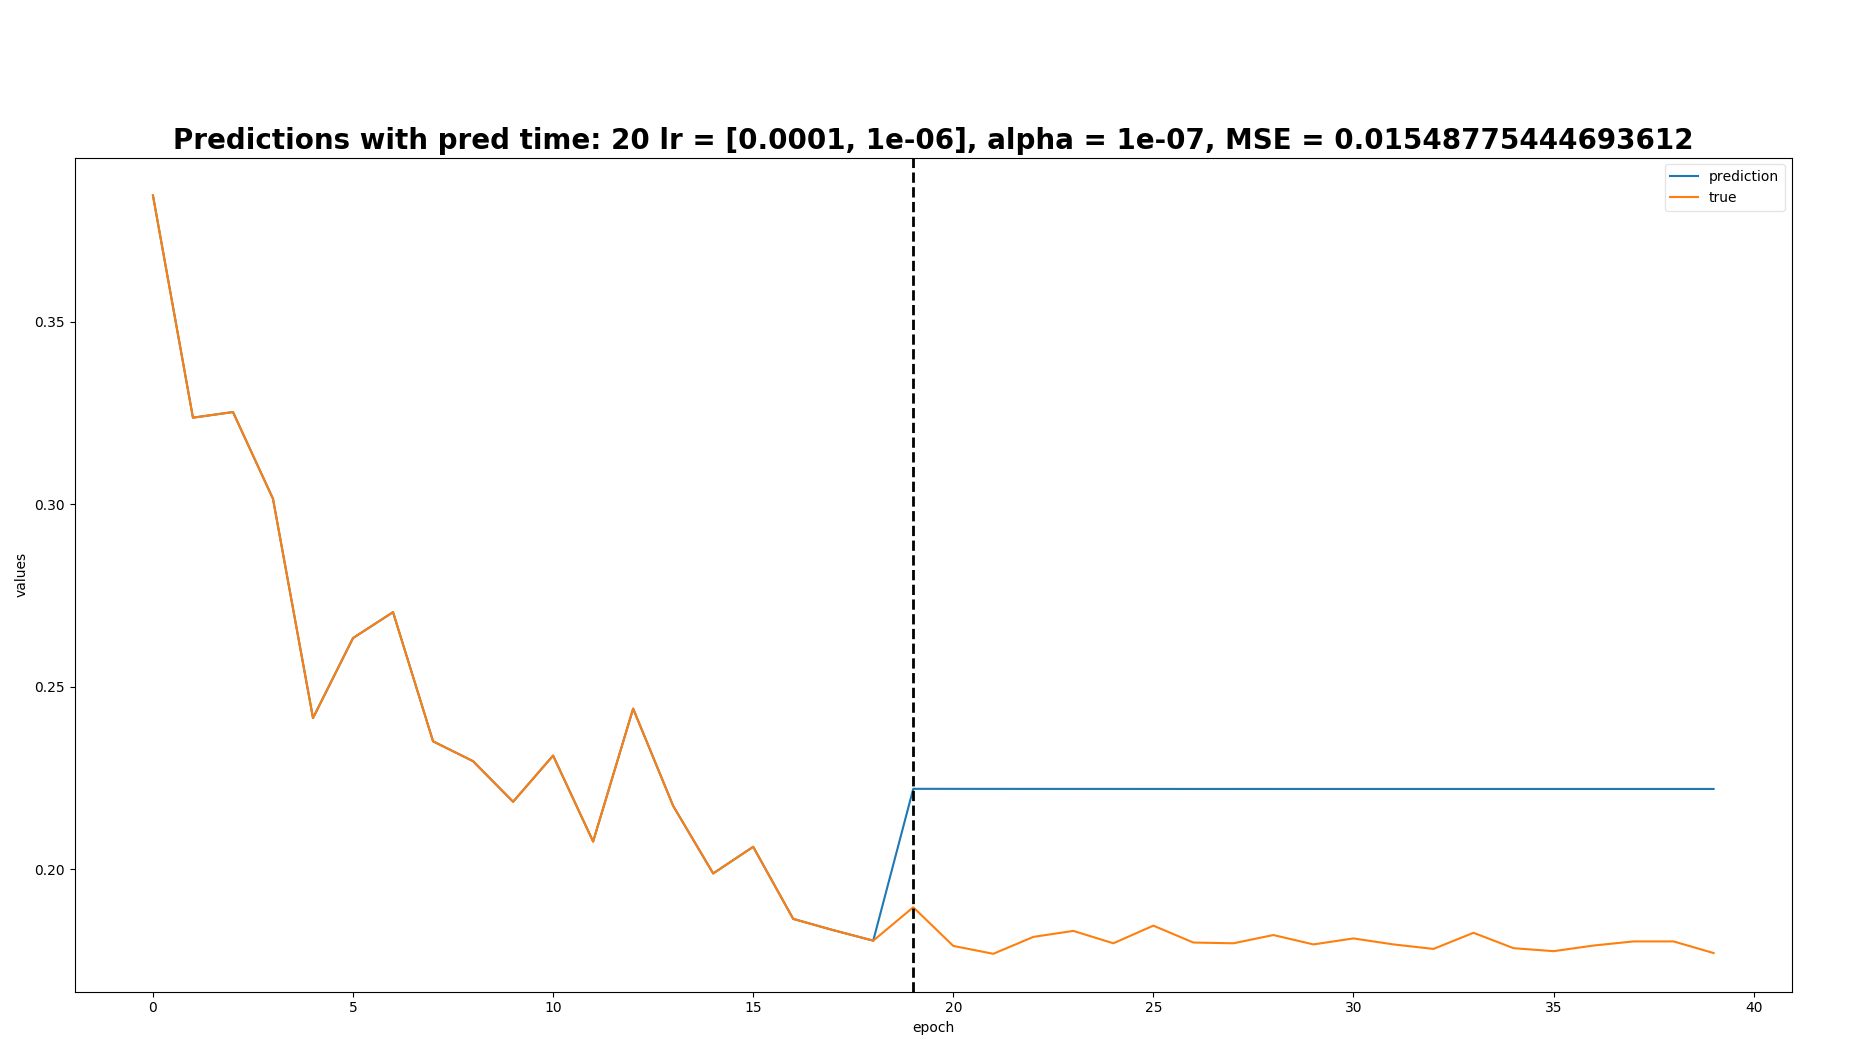 Predictions with pred time: 20 lr = [0.0001, 1e-06], alpha = 1e-07, MSE = 0.01548775444693612
prediction
true
0.35
0.30
0.25
0.20
values
0 5 10 15 20 25 30 35 40
epoch